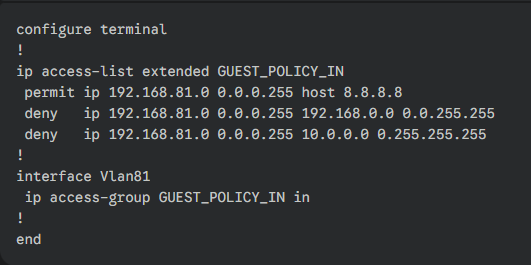 configure terminal
!
ip access-list extended GUEST_POLICY_IN
 permit ip 192.168.81.0 0.0.0.255 host 8.8.8.8
 deny   ip 192.168.81.0 0.0.0.255 192.168.0.0 0.0.255.255
 deny   ip 192.168.81.0 0.0.0.255 10.0.0.0 0.255.255.255
!
interface Vlan81
 ip access-group GUEST_POLICY_IN in
!
end